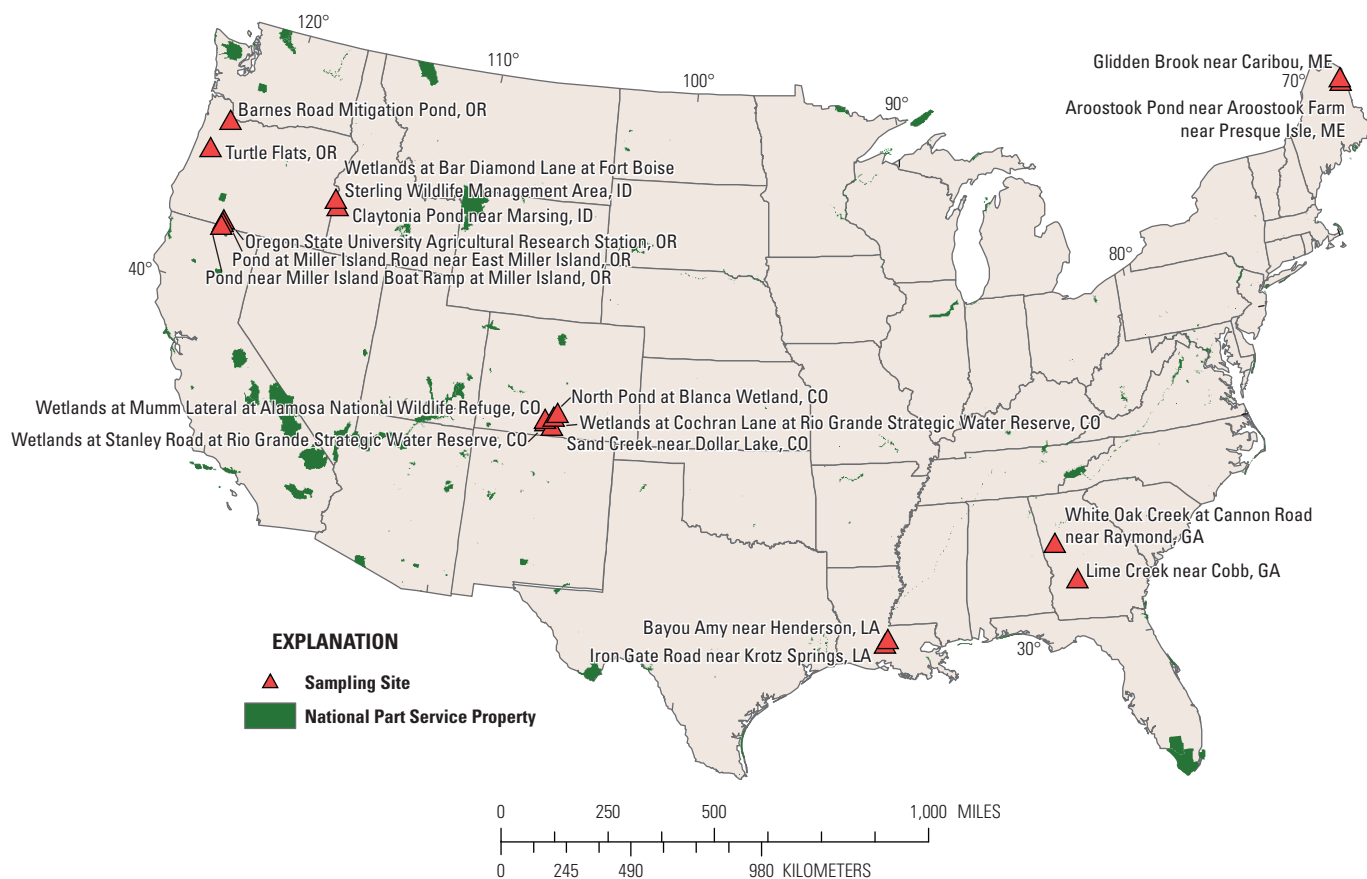 120°
110°
100°
90°
70°
Glidden Brook near Caribou, ME
Aroostook Pond near Aroostook Farm
near Presque Isle, ME
Barnes Road Mitigation Pond, OR
Turtle Flats, OR
Wetlands at Bar Diamond Lane at Fort Boise
Sterling Wildlife Management Area, ID
Claytonia Pond near Marsing, ID
Oregon State University Agricultural Research Station, OR
Pond at Miller Island Road near East Miller Island, OR
Pond near Miller Island Boat Ramp at Miller Island, OR
40°
80°
North Pond at Blanca Wetland, CO
Wetlands at Mumm Lateral at Alamosa National Wildlife Refuge, CO
Wetlands at Cochran Lane at Rio Grande Strategic Water Reserve, CO
Wetlands at Stanley Road at Rio Grande Strategic Water Reserve, CO
Sand Creek near Dollar Lake, CO
White Oak Creek at Cannon Road
near Raymond, GA
Lime Creek near Cobb, GA
Bayou Amy near Henderson, LA
Iron Gate Road near Krotz Springs, LA
30°
EXPLANATION
Sampling Site
National Part Service Property
0 250 500 1,000 MILES
0 245 490 980 KILOMETERS